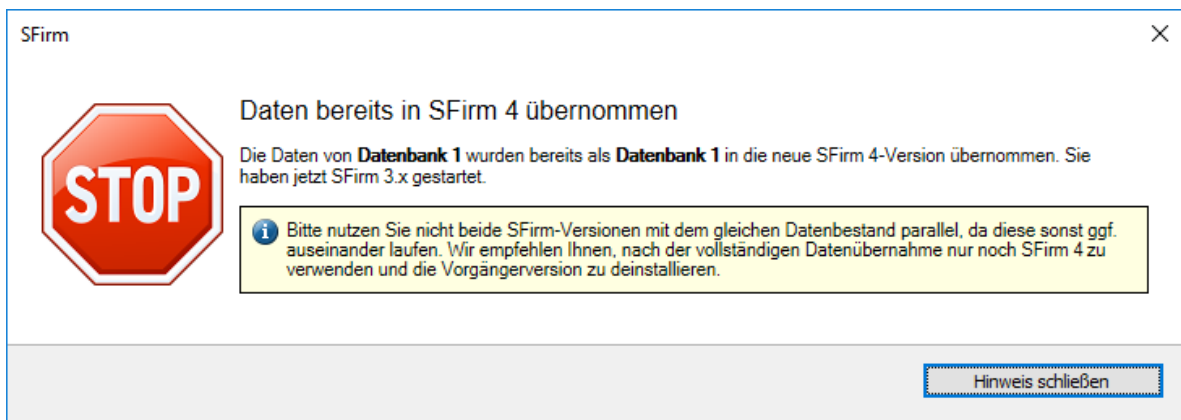 SFirm
Daten bereits in SFirm 4 übernommen
Die Daten von Datenbank 1 wurden bereits als Datenbank 1 in die neue SFirm 4-Version übernommen. Sie
haben jetzt SFirm 3.x gestartet.
STOP
Bitte nutzen Sie nicht beide SFirm-Versionen mit dem gleichen Datenbestand parallel, da diese sonst ggf.
auseinander laufen. Wir empfehlen Ihnen, nach der vollständigen Datenübernahme nur noch SFirm 4 zu
verwenden und die Vorgängerversion zu deinstallieren.
Hinweis schließen